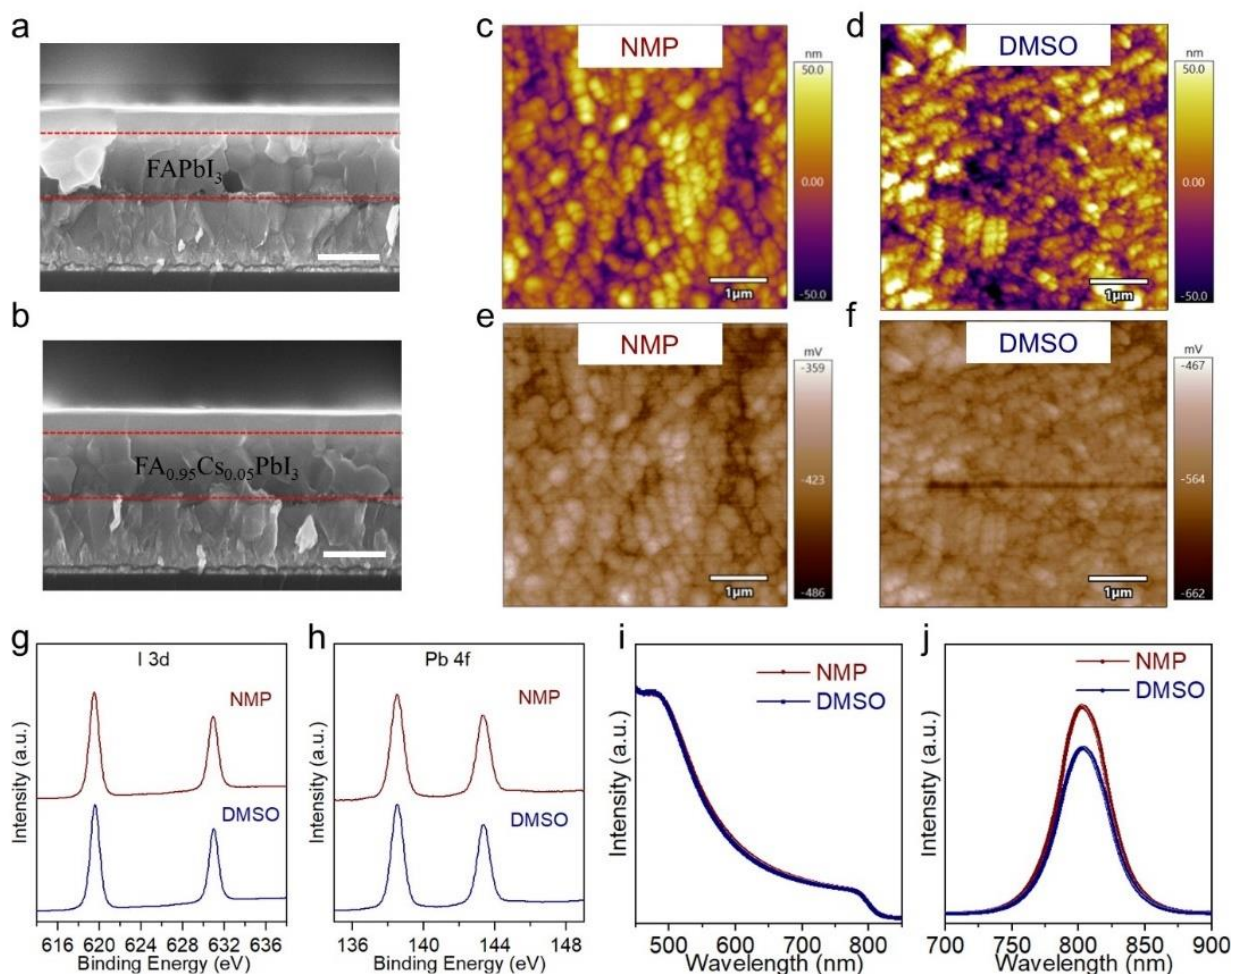 a
FAPbI3
b
FA0.95Cs0.05PbI3
c
NMP
nm
50.0
0.00
-50.0
1µm
d
DMSO
nm
50.0
0.00
-50.0
1µm
e
NMP
mV
-359
-423
-486
1µm
f
DMSO
mV
-467
-564
-662
1µm
g
I 3d
NMP
DMSO
Intensity (a.u.)
616 620 624 628 632 636
Binding Energy (eV)
h
Pb 4f
NMP
DMSO
Intensity (a.u.)
136 140 144 148
Binding Energy (eV)
i
NMP
DMSO
Intensity (a.u.)
500 600 700 800
Wavelength (nm)
j
NMP
DMSO
Intensity (a.u.)
700 750 800 850 900
Wavelength (nm)